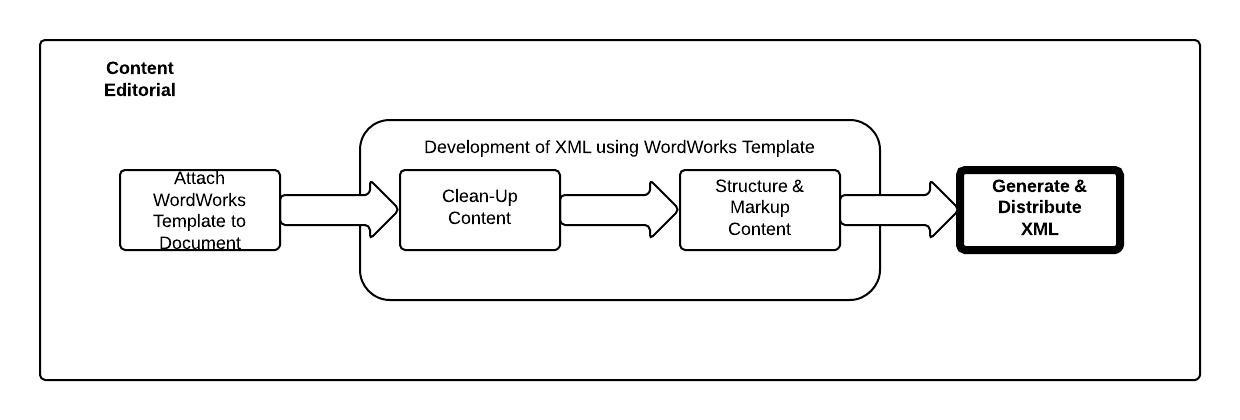 Content
Editorial
Development of XML using WordWorks Template
Attach
WordWorks
Template to
Document
Clean-Up
Content
Structure &
Markup
Content
Generate &
Distribute
XML